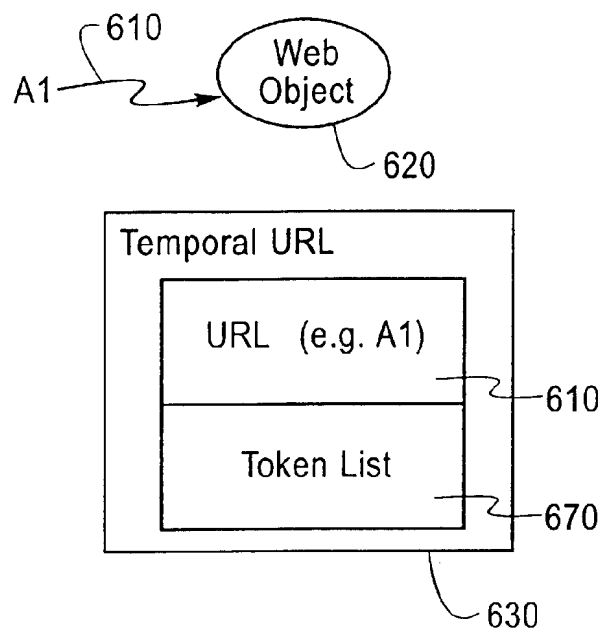 610
Web
Object
A1
620
Temporal URL
URL (e.g. A1)
610
Token List
670
630